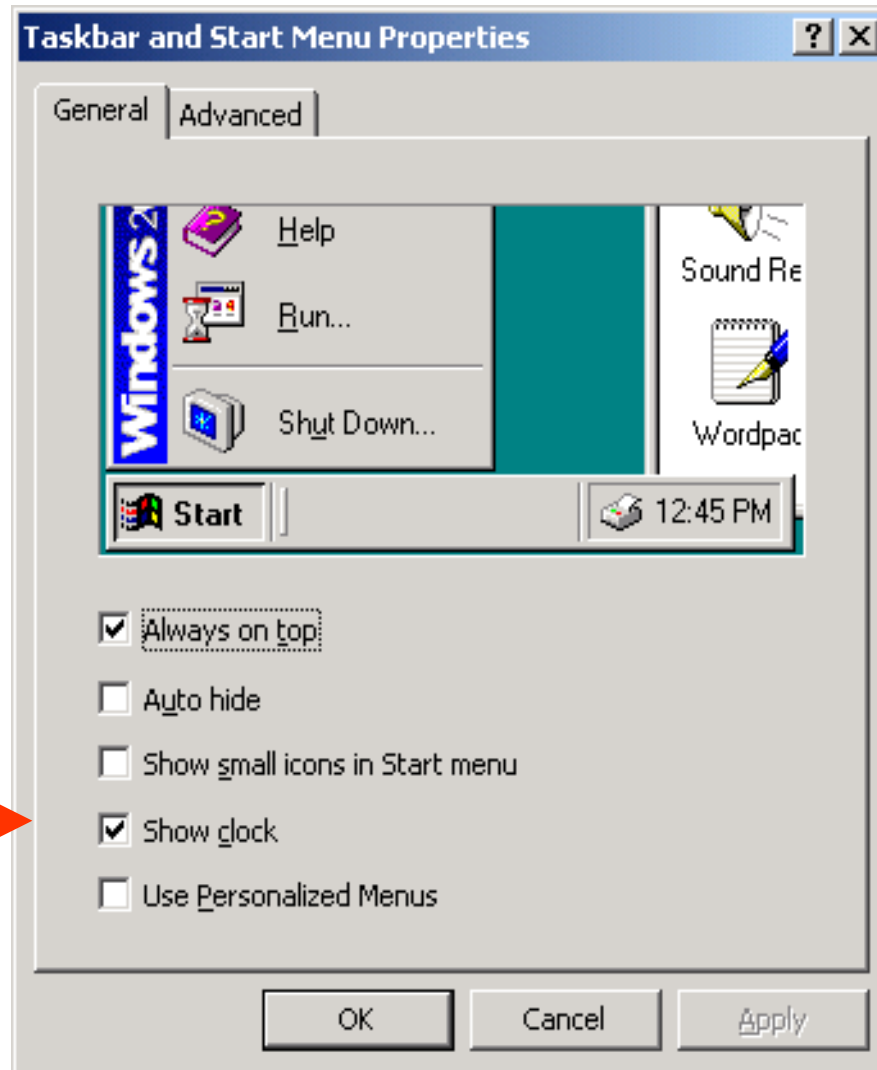 Taskbar and Start Menu Properties
General
Advanced
Windows 2
Help
Run...
Shut Down...
Sound Re
Wordpac
Start
12:45 PM
Always on top
Auto hide
Show small icons in Start menu
Show clock
Use Personalized Menus
OK
Cancel
Apply